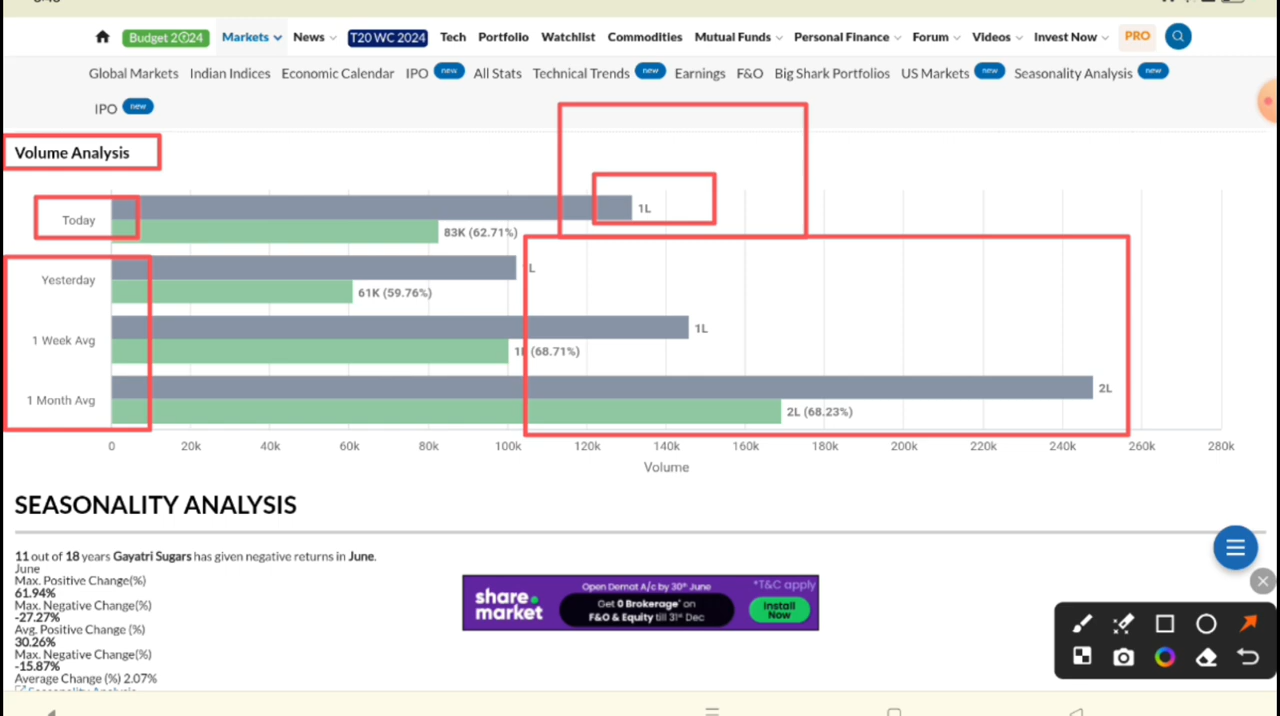 Budget 2024 Markets News T20 WC 2024 Tech Portfolio Watchlist Commodities Mutual Funds Personal Finance Forum Videos Invest Now PRO
Global Markets Indian Indices Economic Calendar IPO new All Stats Technical Trends new Earnings F&O Big Shark Portfolios US Markets new Seasonality Analysis new
IPO new
Volume Analysis
Today
1L
83K (62.71%)
Yesterday
L
61K (59.76%)
1 Week Avg
1L
(68.71%)
1 Month Avg
2L
2L (68.23%)
0 20k 40k 60k 80k 100k 120k 140k 160k 180k 200k 220k 240k 260k 280k
Volume
SEASONALITY ANALYSIS
11 out of 18 years Gayatri Sugars has given negative returns in June.
June
Max. Positive Change(%)
61.94%
Max. Negative Change(%)
-27.27%
Avg. Positive Change (%)
30.26%
Max. Negative Change(%)
-15.87%
Average Change (%) 2.07%
share.market
Open Demat A/c by 30th June
*T&C apply
Get 0 Brokerage* on
F&O & Equity till 31st Dec
Install
Now